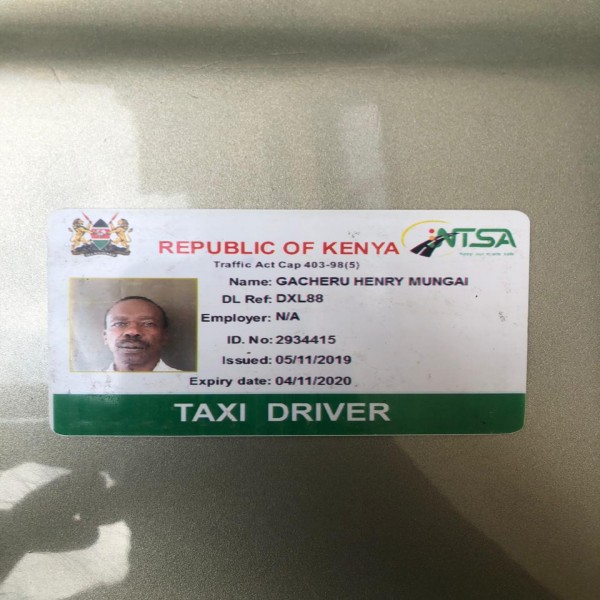 REPUBLIC OF KENYA
NTSA
Traffic Act Cap 403-98(5)
Name: GACHERU HENRY MUNGAI
DL Ref: DXL88
Employer: N/A
ID. No: 2934415
Issued: 05/11/2019
Expiry date: 04/11/2020
TAXI DRIVER